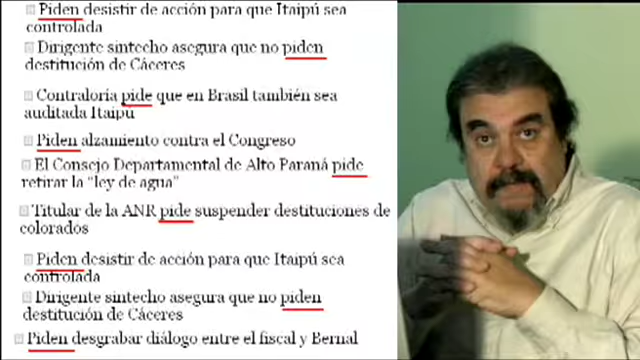 Piden desistir de acción para que Itaipú sea
controlada
Dirigente sintecho asegura que no piden
destitución de Cáceres
Contraloría pide que en Brasil también sea
auditada Itaipú
Piden alzamiento contra el Congreso
El Consejo Departamental de Alto Paraná pide
retirar la “ley de agua”
Titular de la ANR pide suspender destituciones de
colorados
Piden desistir de acción para que Itaipú sea
controlada
Dirigente sintecho asegura que no piden
destitución de Cáceres
Piden desgrabar diálogo entre el fiscal y Bernal